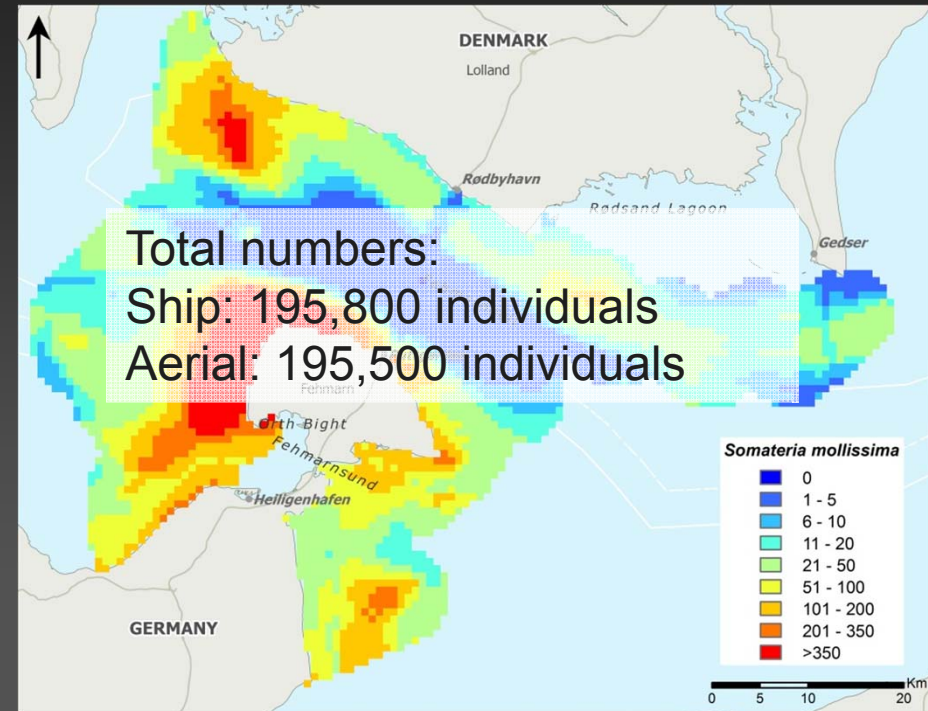 DENMARK
Lolland
Rødbyhavn
Rødsand Lagoon
Gedser
Total numbers:
Ship: 195,800 individuals
Aerial: 195,500 individuals
Fehmarn
Orth Bight
Fehmarnsund
Heiligenhafen
GERMANY
Somateria mollissima
0
1 - 5
6 - 10
11 - 20
21 - 50
51 - 100
101 - 200
201 - 350
>350
Km
0 5 10 20